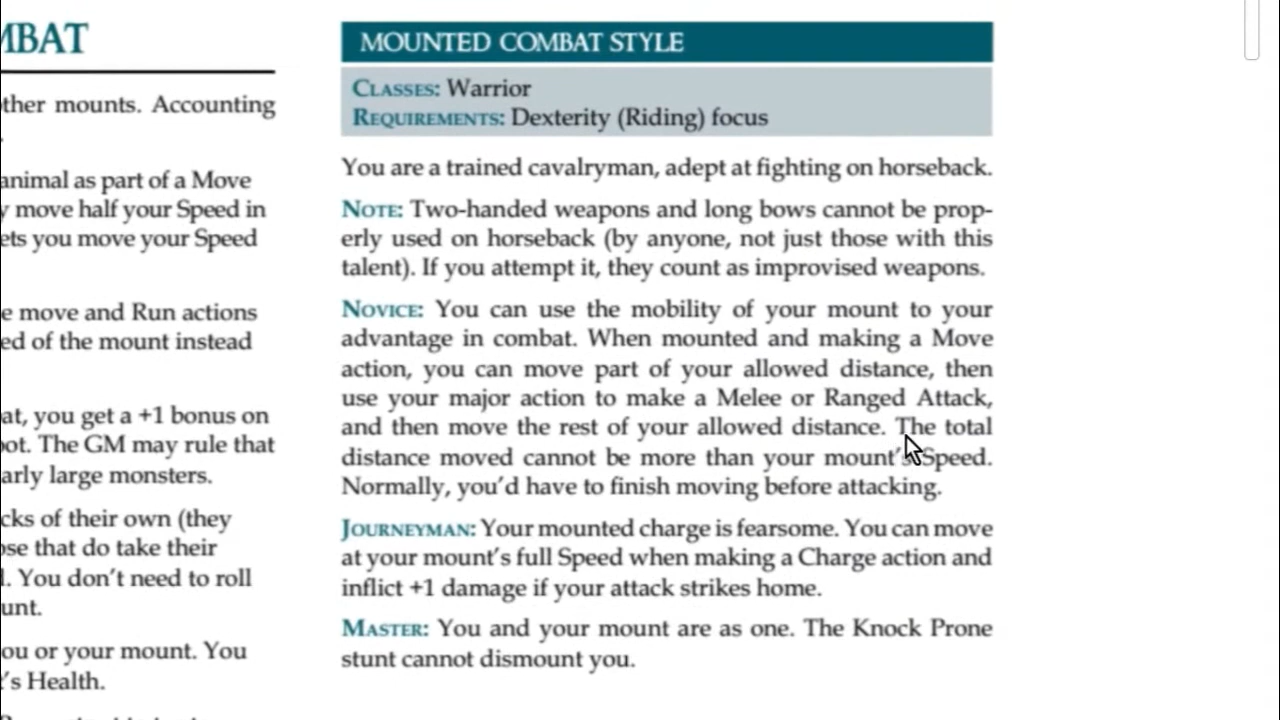 MBAT
other mounts. Accounting
animal as part of a Move
move half your Speed in
lets you move your Speed
e move and Run actions
ed of the mount instead
at, you get a +1 bonus on
oot. The GM may rule that
arly large monsters.
cks of their own (they
ose that do take their
l. You don't need to roll
unt.
ou or your mount. You
t's Health.
MOUNTED COMBAT STYLE
CLASSES: Warrior
REQUIREMENTS: Dexterity (Riding) focus
You are a trained cavalryman, adept at fighting on horseback.
NOTE: Two-handed weapons and long bows cannot be prop-
erly used on horseback (by anyone, not just those with this
talent). If you attempt it, they count as improvised weapons.
NOVICE: You can use the mobility of your mount to your
advantage in combat. When mounted and making a Move
action, you can move part of your allowed distance, then
use your major action to make a Melee or Ranged Attack,
and then move the rest of your allowed distance. The total
distance moved cannot be more than your mount's Speed.
Normally, you'd have to finish moving before attacking.
JOURNEYMAN: Your mounted charge is fearsome. You can move
at your mount's full Speed when making a Charge action and
inflict +1 damage if your attack strikes home.
MASTER: You and your mount are as one. The Knock Prone
stunt cannot dismount you.